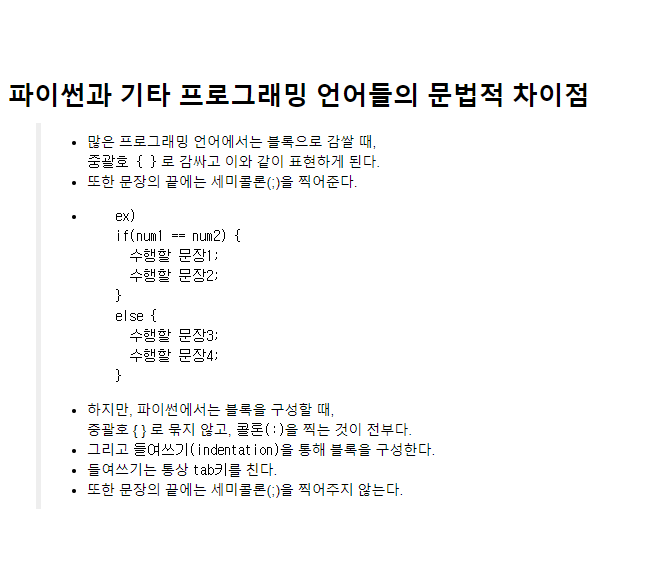 파이썬과 기타 프로그래밍 언어들의 문법적 차이점
많은 프로그래밍 언어에서는 블록으로 감쌀 때,
중괄호 { } 로 감싸고 이와 같이 표현하게 된다.
또한 문장의 끝에는 세미콜론(;)을 찍어준다.
ex)
if(num1 == num2) {
수행할 문장1;
수행할 문장2;
}
else {
수행할 문장3;
수행할 문장4;
}
하지만, 파이썬에서는 블록을 구성할 때,
중괄호 { } 로 묶지 않고, 콜론(:)을 찍는 것이 전부다.
그리고 들여쓰기(indentation)을 통해 블록을 구성한다.
들여쓰기는 통상 tab키를 친다.
또한 문장의 끝에는 세미콜론(;)을 찍어주지 않는다.